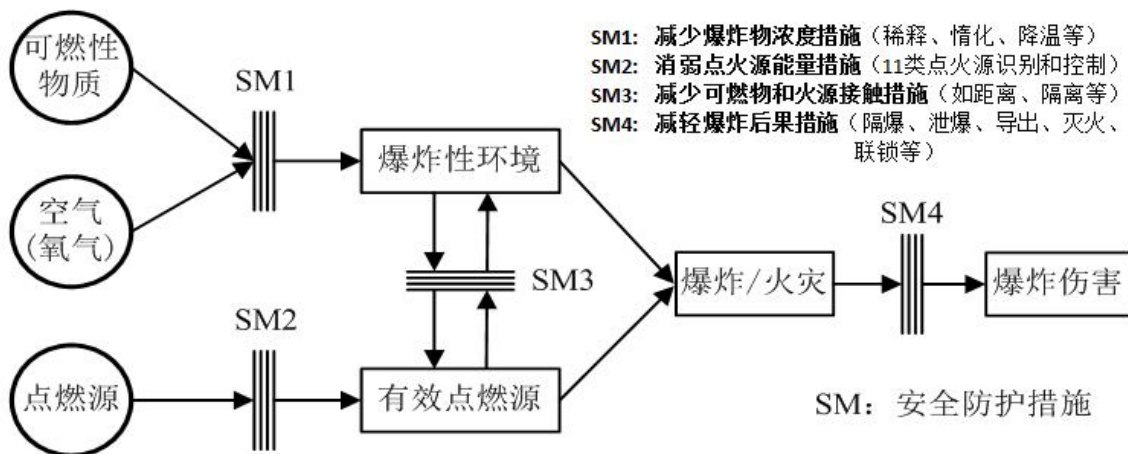 可燃性
物质
SM1
SM1: 减少爆炸物浓度措施（稀释、惰化、降温等）
SM2: 消弱点火源能量措施（11类点火源识别和控制）
SM3: 减少可燃物和火源接触措施（如距离、隔离等）
SM4: 减轻爆炸后果措施（隔爆、泄爆、导出、灭火、
联锁等）
爆炸性环境
空气
(氧气)
SM4
SM3
爆炸/火灾
爆炸伤害
SM2
点燃源
有效点燃源
SM：安全防护措施